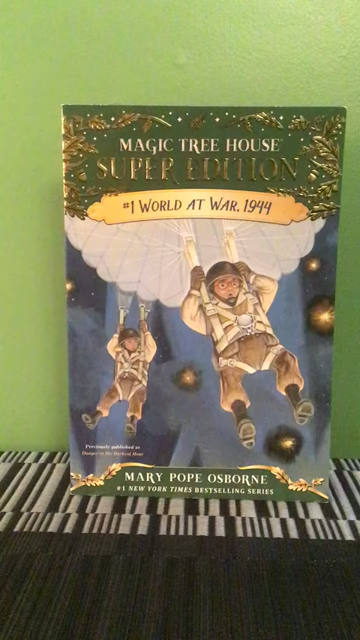 MAGIC TREE HOUSE™
SUPER EDITION
#1 WORLD AT WAR, 1944
Previously published as
Danger in the Darkest Hour
MARY POPE OSBORNE
#1 NEW YORK TIMES BESTSELLING SERIES